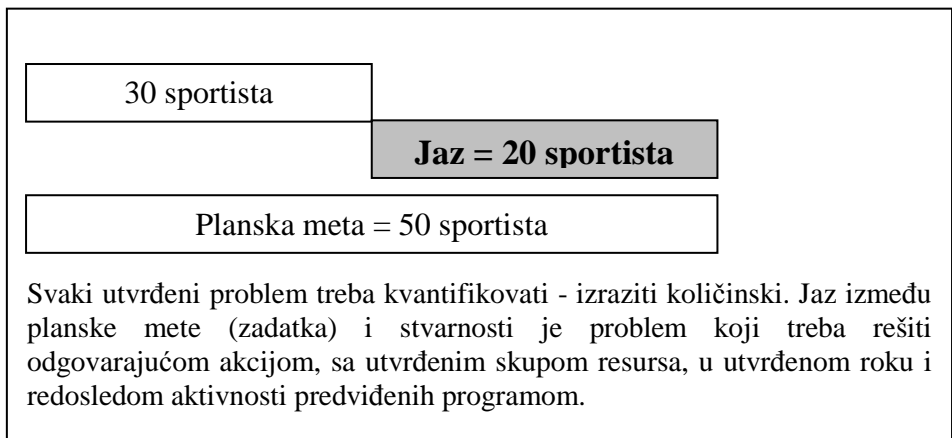 30 sportista
Jaz = 20 sportista
Planska meta = 50 sportista
Svaki utvrđeni problem treba kvantifikovati - izraziti količinski. Jaz između
planske mete (zadatka) i stvarnosti je problem koji treba rešiti
odgovarajućom akcijom, sa utvrđenim skupom resursa, u utvrđenom roku i
redosledom aktivnosti predviđenih programom.